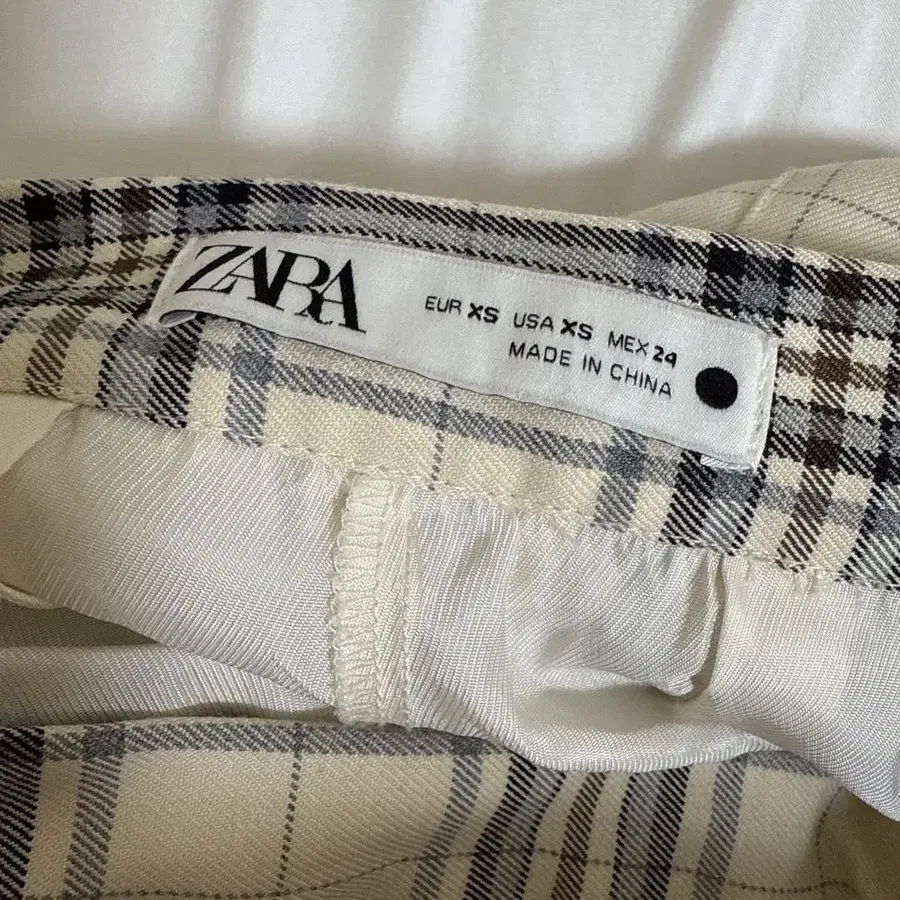 ZARA
EUR XS USA XS MEX 24
MADE IN CHINA